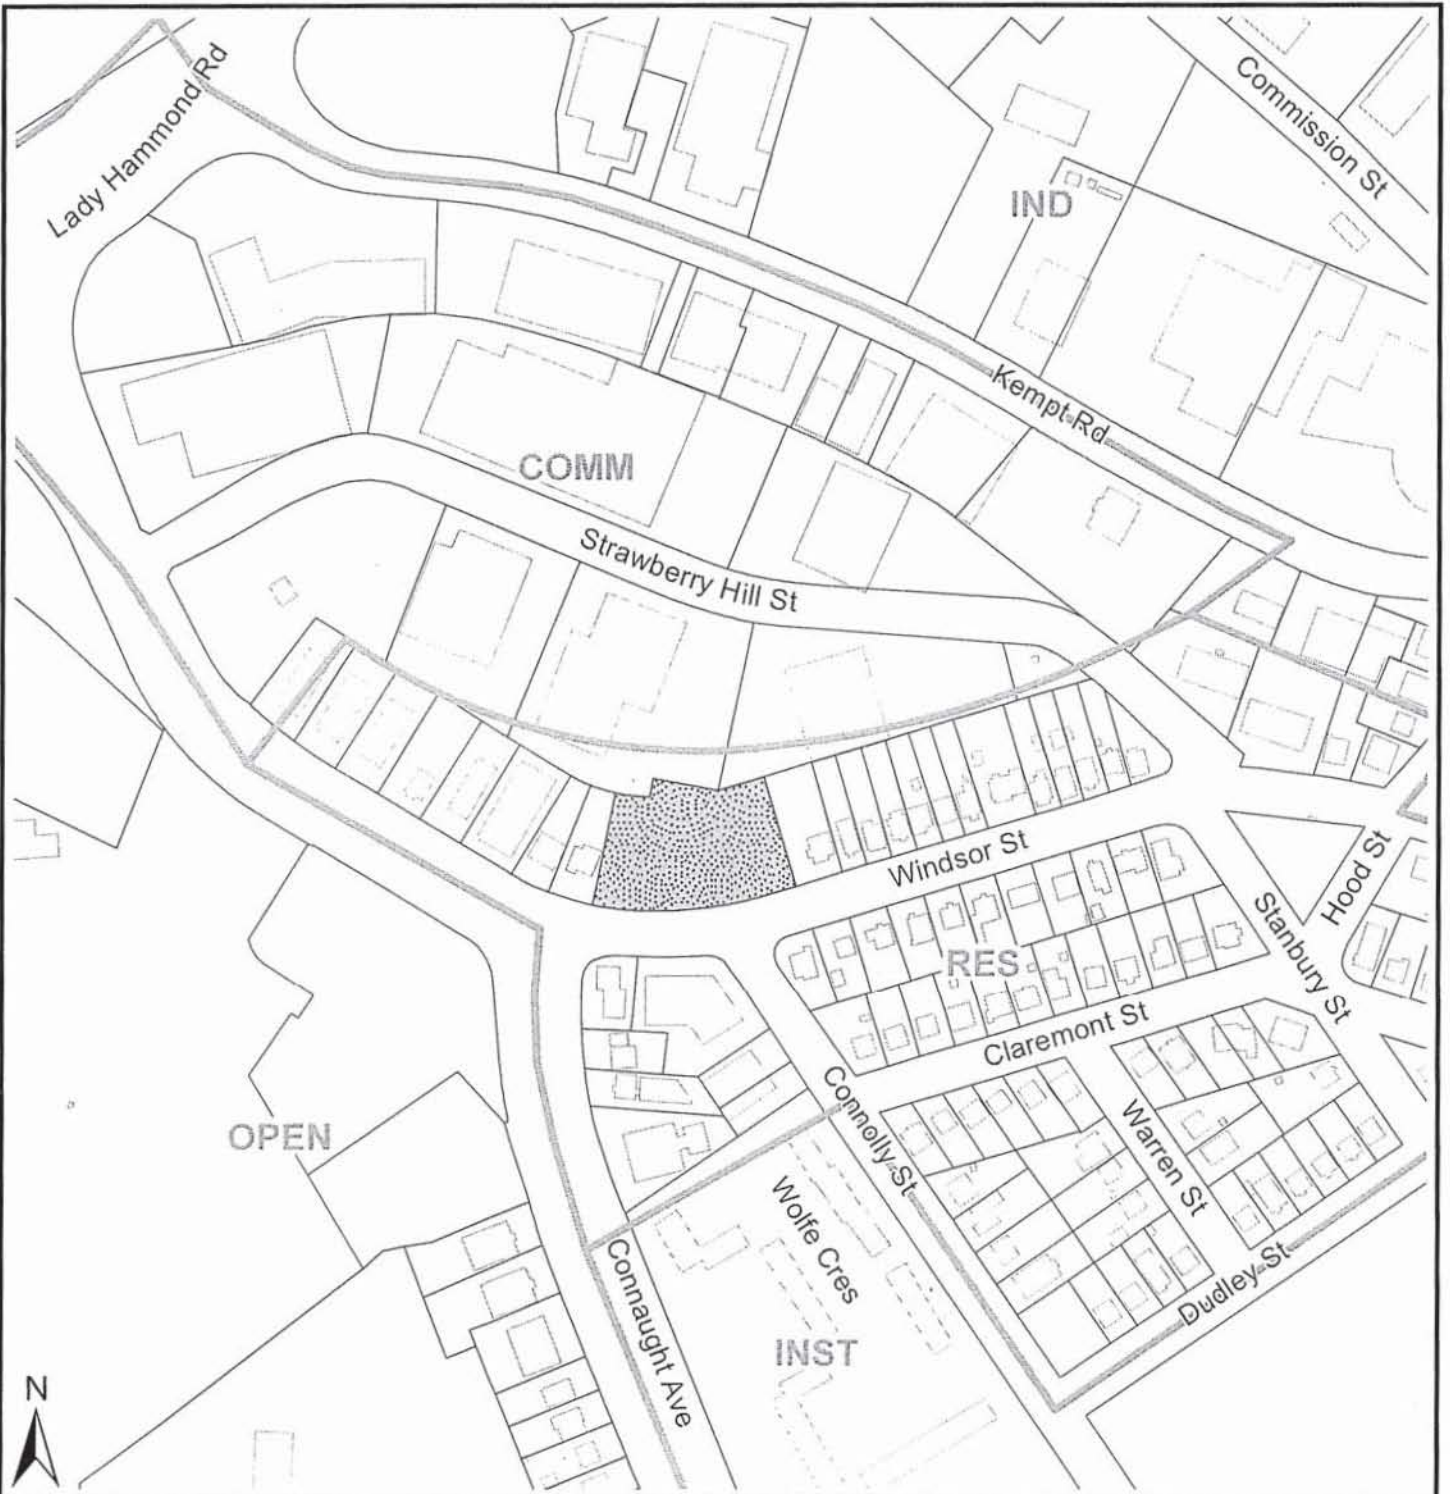 Lady Hammond Rd
Commission St
IND
Kempt Rd
COMM
Strawberry Hill St
Windsor St
Hood St
Stanbury St
RES
Claremont St
Connolly St
Warren St
OPEN
Wolfe Cres
Dudley St
Connaught Ave
INST
N